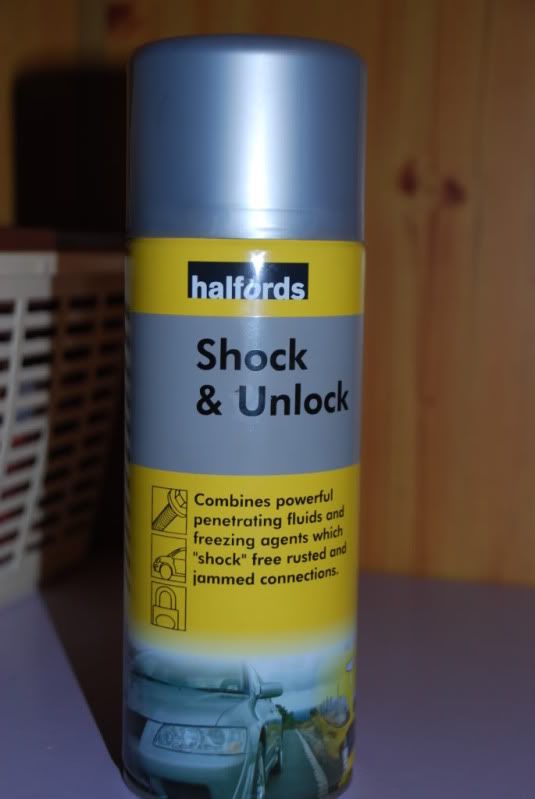 halfords
Shock
& Unlock
Combines powerful
penetrating fluids and
freezing agents which
"shock" free rusted and
jammed connections.